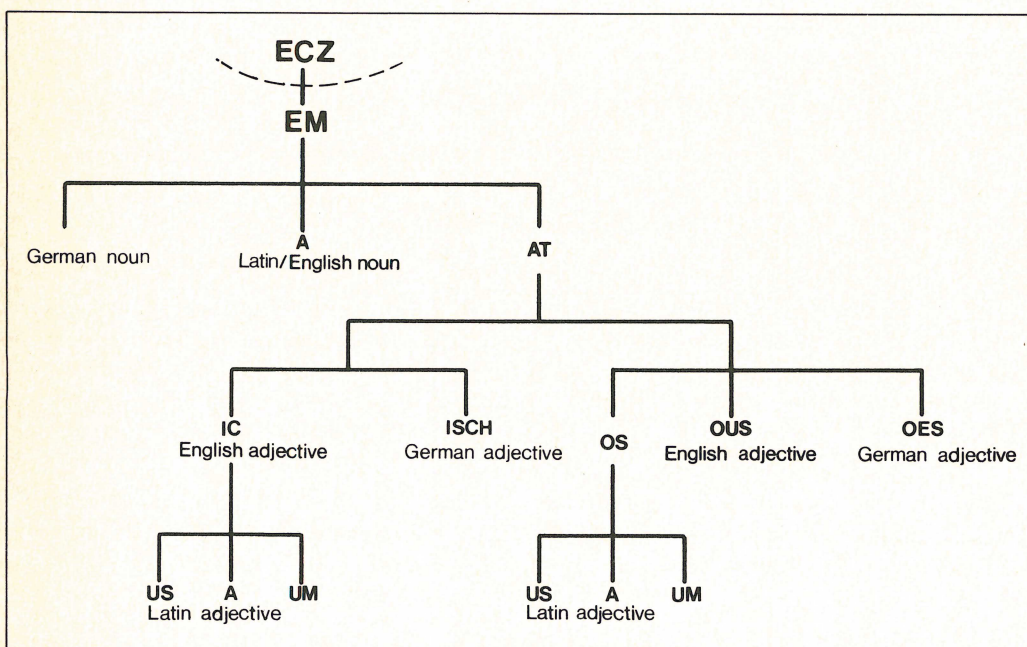 ECZ
EM
German noun
A
Latin/English noun
AT
IC
English adjective
ISCH
German adjective
OS
OUS
English adjective
OES
German adjective
US A UM
Latin adjective
US A UM
Latin adjective